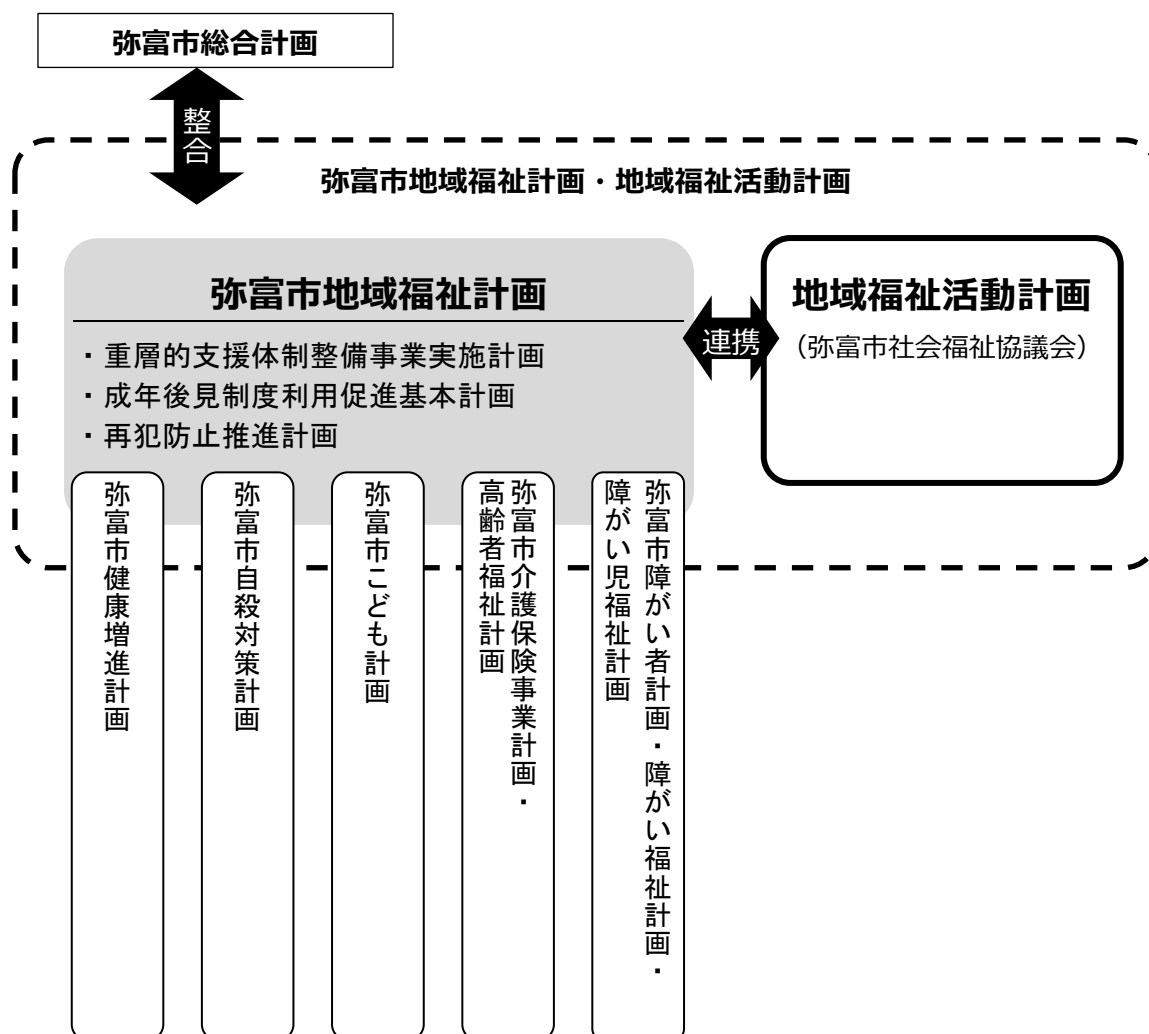 弥富市総合計画
整合
弥富市地域福祉計画・地域福祉活動計画
弥富市地域福祉計画
・重層的支援体制整備事業実施計画
・成年後見制度利用促進基本計画
・再犯防止推進計画
連携
地域福祉活動計画
（弥富市社会福祉協議会）
弥富市健康増進計画
弥富市自殺対策計画
弥富市こども計画
弥富市介護保険事業計画・
高齢者福祉計画
弥富市障がい者計画・障がい福祉計画・
障がい児福祉計画